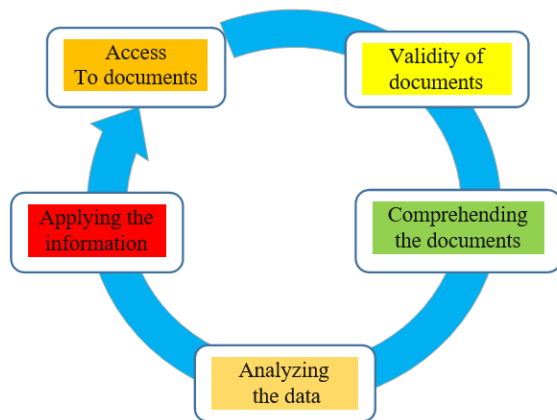 Access
To documents
Validity of
documents
Comprehending
the documents
Analyzing
the data
Applying the
information